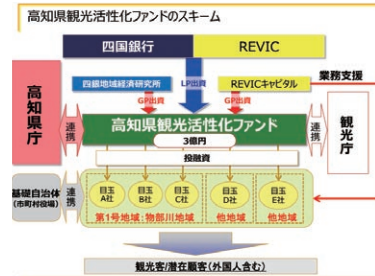 高知県観光活性化ファンドのスキーム
四国銀行
REVIC
四銀地域経済研究所
LP出資
REVICキャピタル
業務支援
GP出資
GP出資
高知県庁
連携
高知県観光活性化ファンド
3億円
連携
観光庁
投融資
基礎自治体
(市町村役場)
連携
目玉
A社
目玉
B社
目玉
C社
目玉
D社
目玉
E社
第1号地域:物部川地域
他地域
他地域
観光客/潜在顧客(外国人含む)